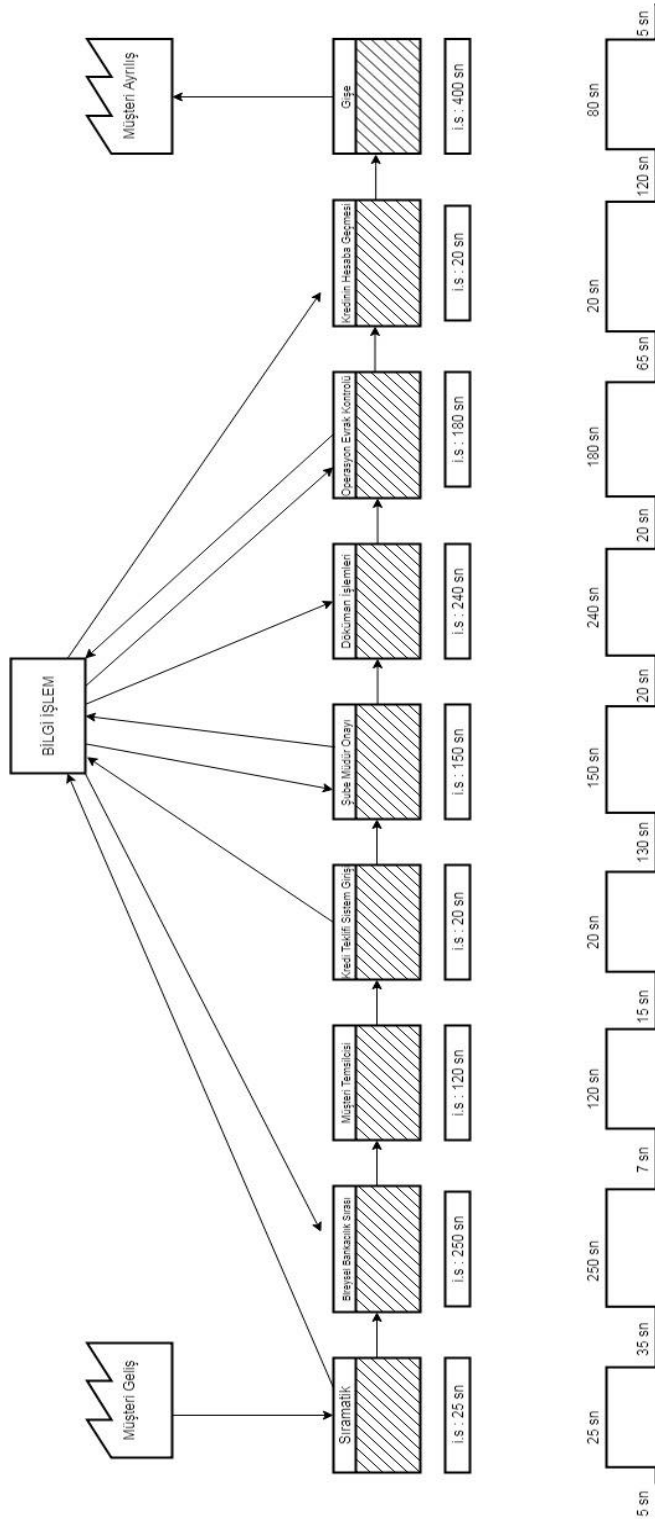 BİLGİ İŞLEM
Müşteri Geliş
Müşteri Ayrılış
Sıramatik
Bireysel Bankacılık Sırası
Müşteri Temsilcisi
Kredi Teklifi Sistem Girişi
Şube Müdür Onayı
Döküman İşlemleri
Operasyon Evrak Kontrolü
Kredinin Hesaba Geçmesi
Gişe
i.s : 25 sn
i.s : 250 sn
i.s : 120 sn
i.s : 20 sn
i.s : 150 sn
i.s : 240 sn
i.s : 180 sn
i.s : 20 sn
i.s : 400 sn
25 sn
250 sn
120 sn
20 sn
150 sn
240 sn
180 sn
20 sn
80 sn
5 sn
35 sn
7 sn
15 sn
130 sn
20 sn
20 sn
65 sn
120 sn
5 sn